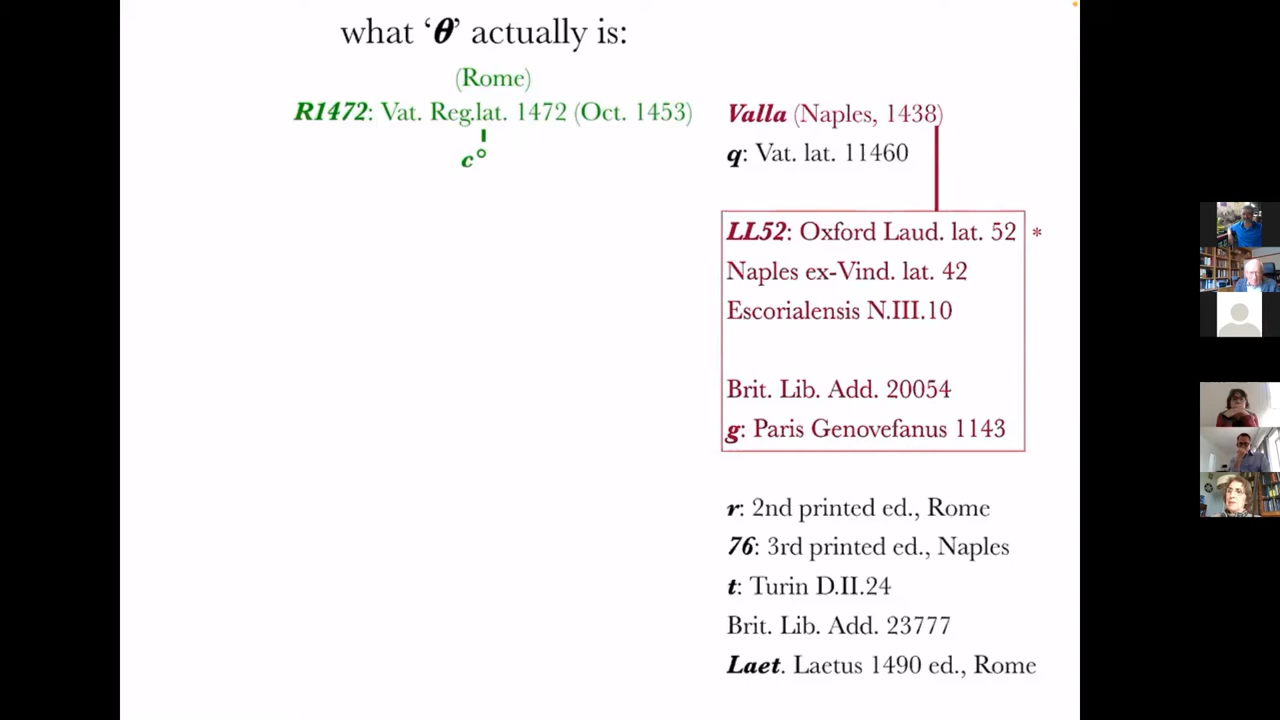 what ‘θ’ actually is:
(Rome)
R1472: Vat. Reg.lat. 1472 (Oct. 1453)
c
Valla (Naples, 1438)
q: Vat. lat. 11460
LL52: Oxford Laud. lat. 52 *
Naples ex-Vind. lat. 42
Escorialensis N.III.10
Brit. Lib. Add. 20054
g: Paris Genovefanus 1143
r: 2nd printed ed., Rome
76: 3rd printed ed., Naples
t: Turin D.II.24
Brit. Lib. Add. 23777
Laet. Laetus 1490 ed., Rome